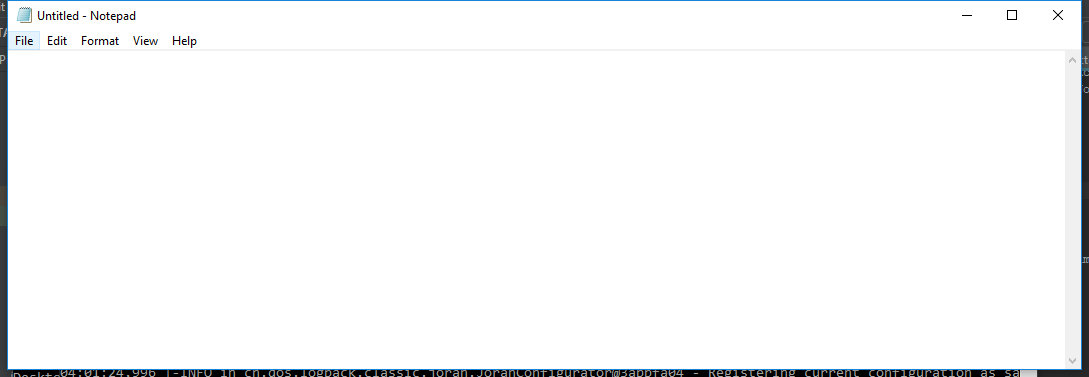 Untitled - Notepad
File Edit Format View Help
04:01:24,996 |-INFO in ch.qos.logback.classic.joran.JoranConfigurator@3abbfa04 - Registering current configuration as sa